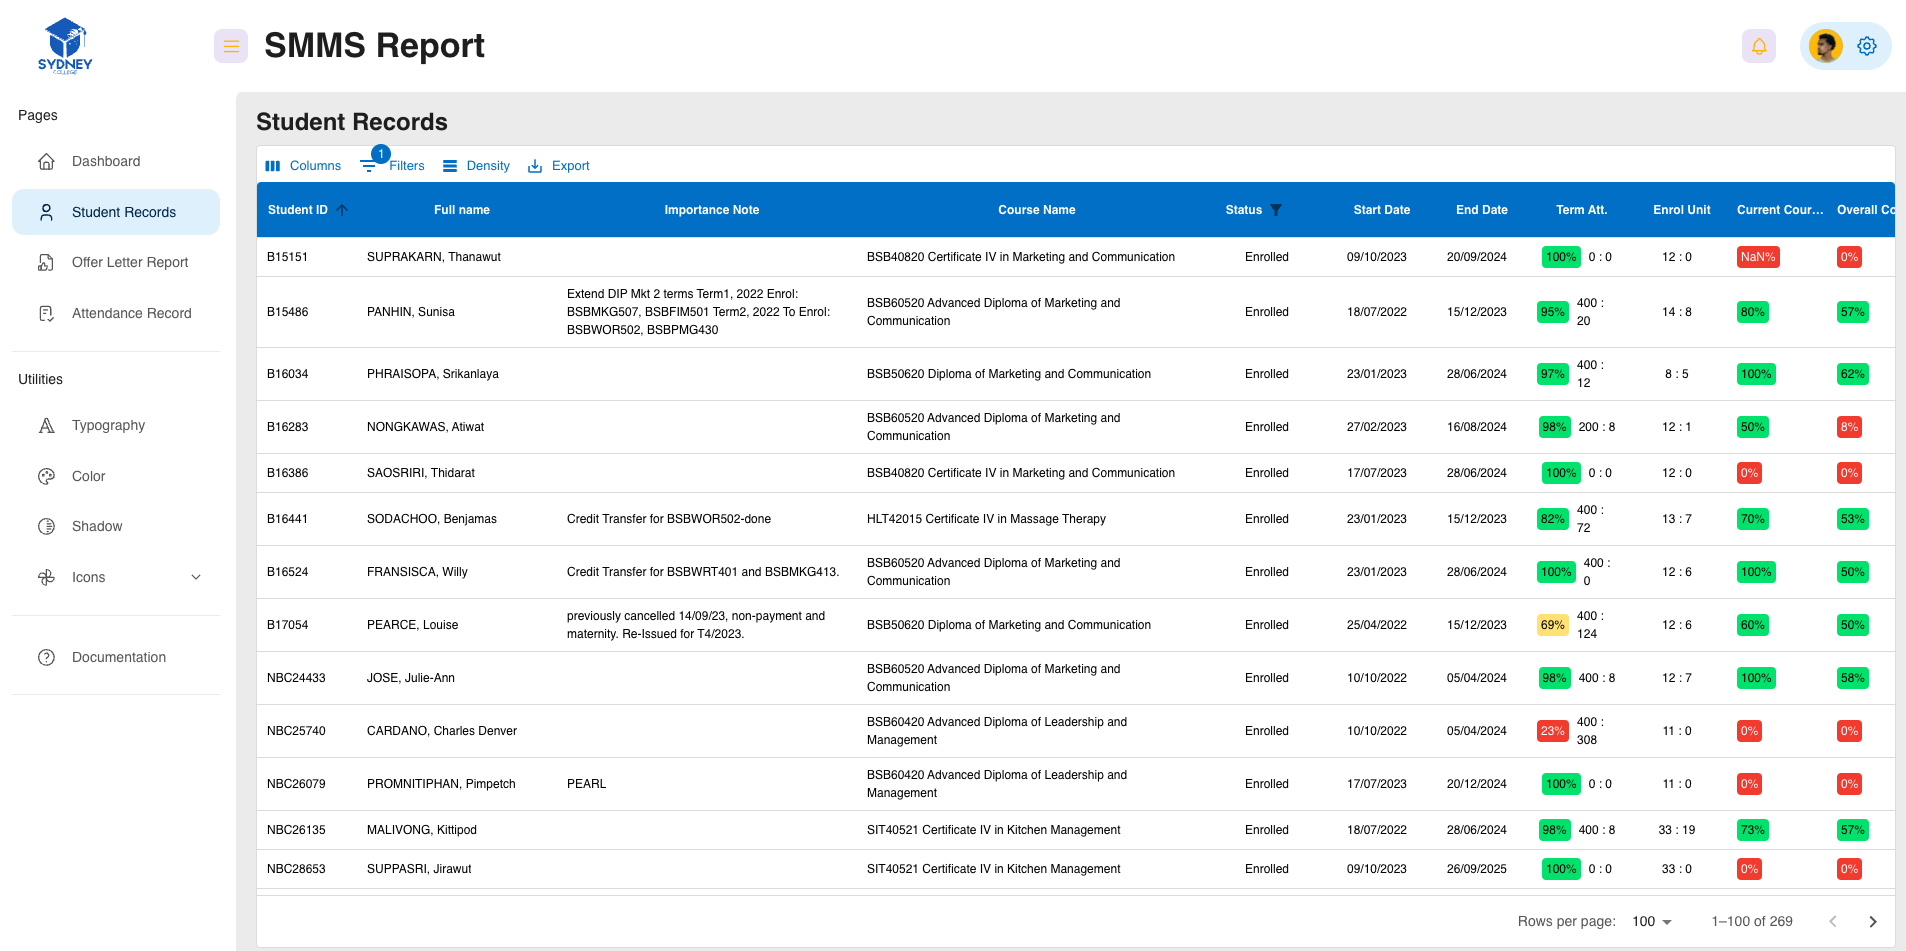 SYDNEY
COLLEGE
SMMS Report
Pages
Dashboard
Student Records
Offer Letter Report
Attendance Record
Utilities
Typography
Color
Shadow
Icons
Documentation
Student Records
Columns 1 Filters Density Export
Student ID Full name Importance Note Course Name Status Start Date End Date Term Att. Enrol Unit Current Cour... Overall Co
B15151 SUPRAKARN, Thanawut BSB40820 Certificate IV in Marketing and Communication Enrolled 09/10/2023 20/09/2024 100% 0 : 0 12 : 0 NaN% 0%
B15486 PANHIN, Sunisa Extend DIP Mkt 2 terms Term1, 2022 Enrol:
BSBMKG507, BSBFIM501 Term2, 2022 To Enrol:
BSBWOR502, BSBPMG430 BSB60520 Advanced Diploma of Marketing and
Communication Enrolled 18/07/2022 15/12/2023 95% 400 :
20 14 : 8 80% 57%
B16034 PHRAISOPA, Srikanlaya BSB50620 Diploma of Marketing and Communication Enrolled 23/01/2023 28/06/2024 97% 400 :
12 8 : 5 100% 62%
B16283 NONGKAWAS, Atiwat BSB60520 Advanced Diploma of Marketing and
Communication Enrolled 27/02/2023 16/08/2024 98% 200 : 8 12 : 1 50% 8%
B16386 SAOSRIRI, Thidarat BSB40820 Certificate IV in Marketing and Communication Enrolled 17/07/2023 28/06/2024 100% 0 : 0 12 : 0 0% 0%
B16441 SODACHOO, Benjamas Credit Transfer for BSBWOR502-done HLT42015 Certificate IV in Massage Therapy Enrolled 23/01/2023 15/12/2023 82% 400 :
72 13 : 7 70% 53%
B16524 FRANSISCA, Willy Credit Transfer for BSBWRT401 and BSBMKG413. BSB60520 Advanced Diploma of Marketing and
Communication Enrolled 23/01/2023 28/06/2024 100% 400 :
0 12 : 6 100% 50%
B17054 PEARCE, Louise previously cancelled 14/09/23, non-payment and
maternity. Re-Issued for T4/2023. BSB50620 Diploma of Marketing and Communication Enrolled 25/04/2022 15/12/2023 69% 400 :
124 12 : 6 60% 50%
NBC24433 JOSE, Julie-Ann BSB60520 Advanced Diploma of Marketing and
Communication Enrolled 10/10/2022 05/04/2024 98% 400 : 8 12 : 7 100% 58%
NBC25740 CARDANO, Charles Denver BSB60420 Advanced Diploma of Leadership and
Management Enrolled 10/10/2022 05/04/2024 23% 400 :
308 11 : 0 0% 0%
NBC26079 PROMNITIPHAN, Pimpetch PEARL BSB60420 Advanced Diploma of Leadership and
Management Enrolled 17/07/2023 20/12/2024 100% 0 : 0 11 : 0 0% 0%
NBC26135 MALIVONG, Kittipod SIT40521 Certificate IV in Kitchen Management Enrolled 18/07/2022 28/06/2024 98% 400 : 8 33 : 19 73% 57%
NBC28653 SUPPASRI, Jirawut SIT40521 Certificate IV in Kitchen Management Enrolled 09/10/2023 26/09/2025 100% 0 : 0 33 : 0 0% 0%
Rows per page: 100 1–100 of 269